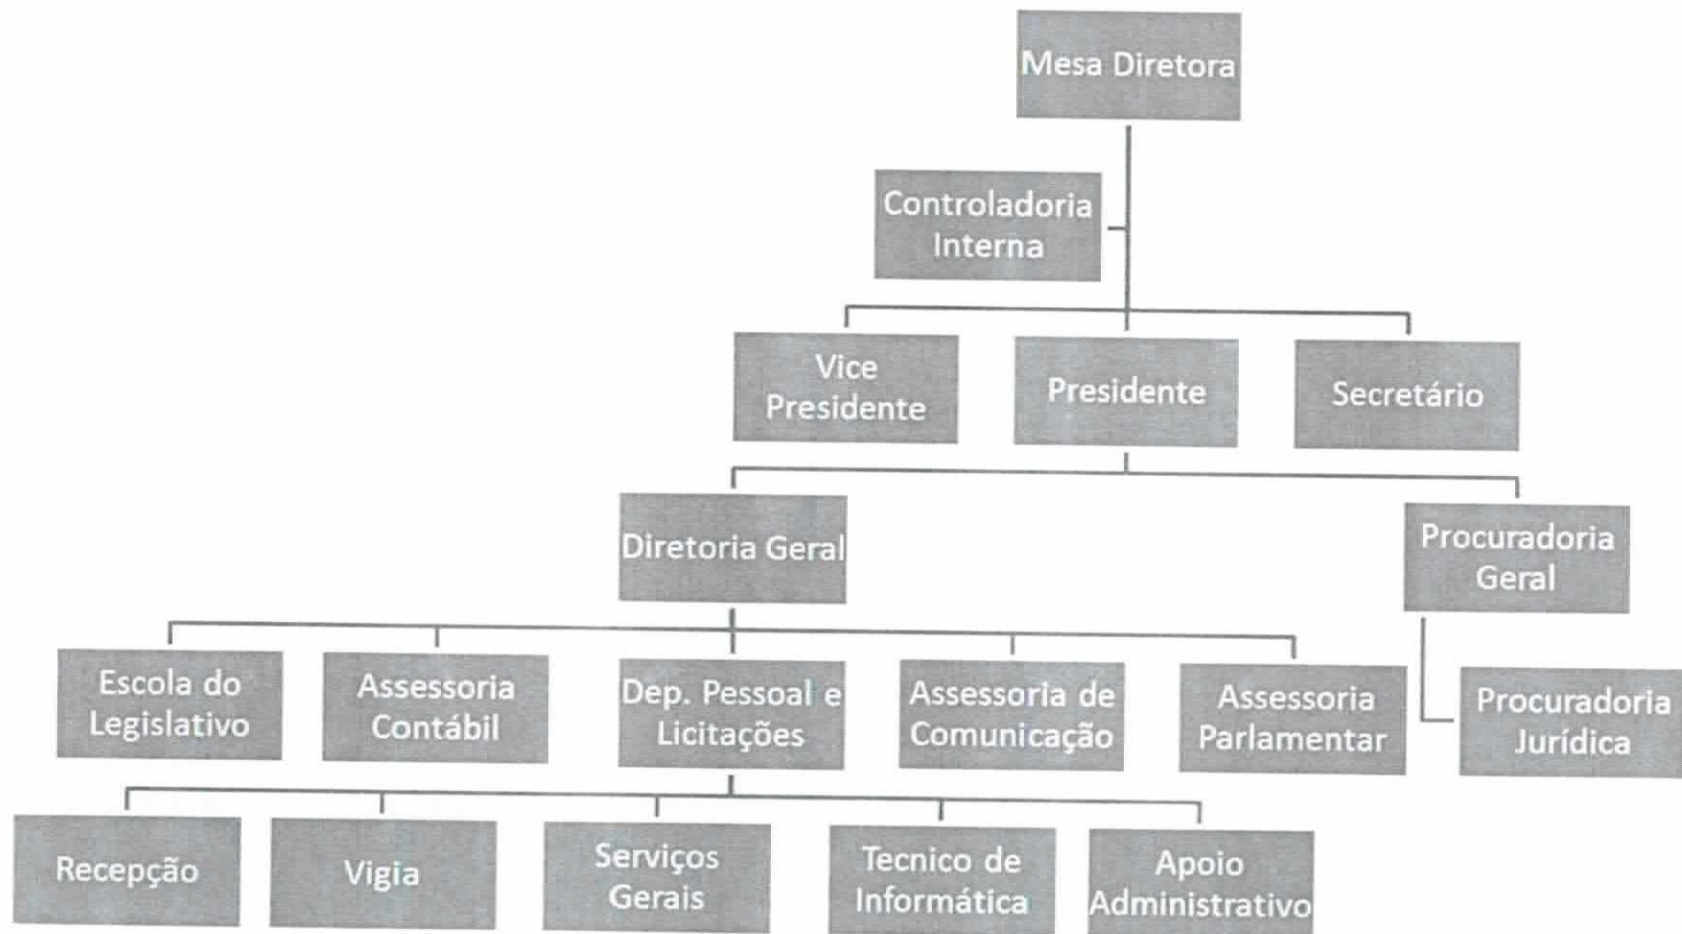 Mesa Diretora
Controladoria
Interna
Vice
Presidente
Presidente
Secretário
Diretoria Geral
Procuradoria
Geral
Escola do
Legislativo
Assessoria
Contábil
Dep. Pessoal e
Licitações
Assessoria de
Comunicação
Assessoria
Parlamentar
Procuradoria
Jurídica
Recepção
Vigia
Serviços
Gerais
Tecnico de
Informática
Apoio
Administrativo